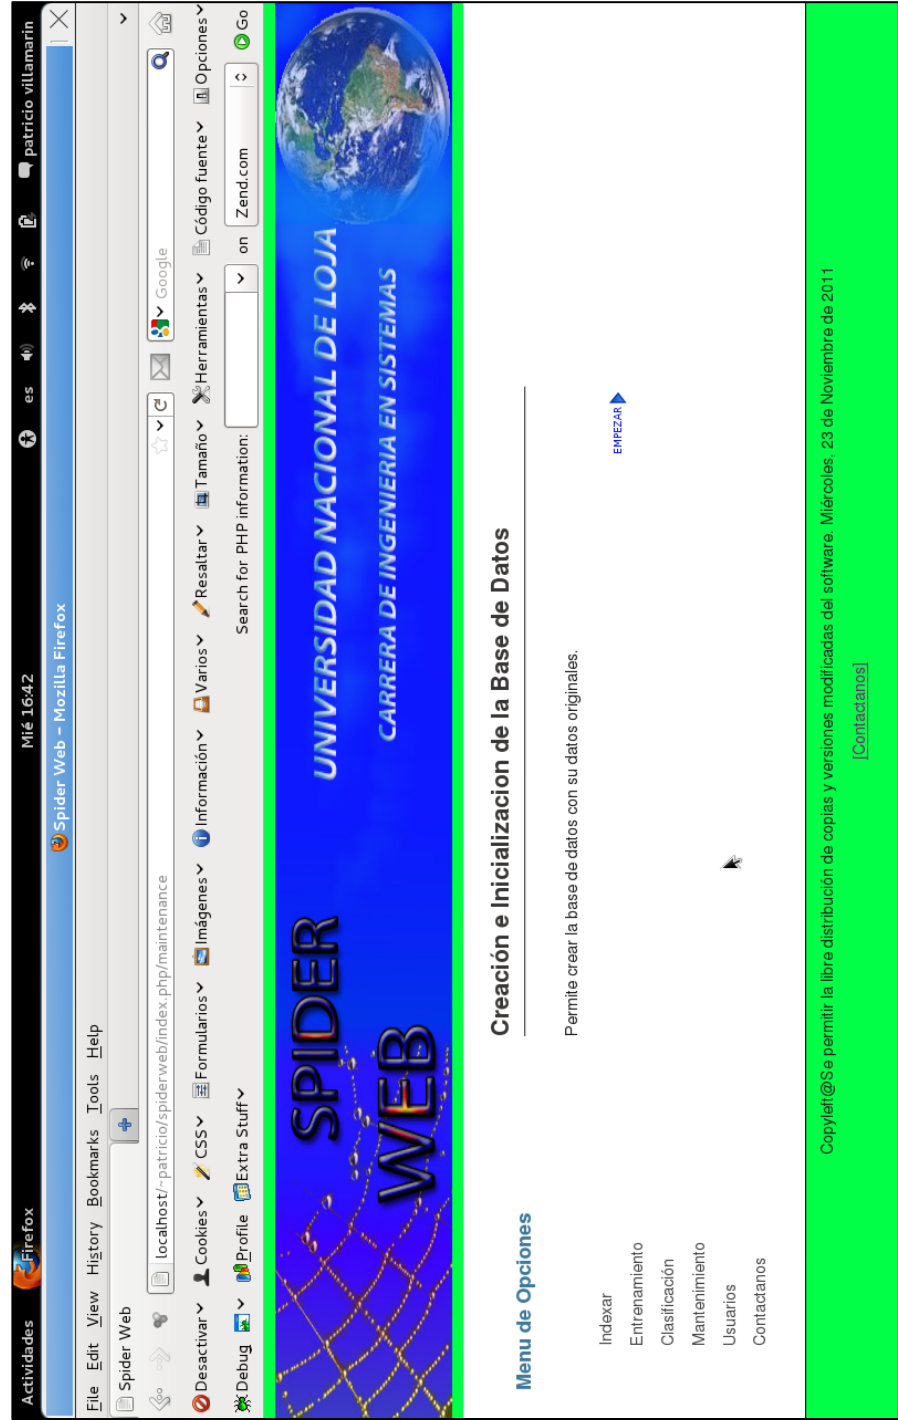 Actividades Firefox Mié 16:42 es patricio villamarin
Spider Web – Mozilla Firefox
File Edit View History Bookmarks Tools Help
Spider Web
localhost/~patricio/spiderweb/index.php/maintenance Google
Desactivar Cookies CSS Formularios Imágenes Información Varios Resaltar Tamaño Herramientas Código fuente Opciones
Debug Profile Extra Stuff Search for PHP information: on Zend.com Go
SPIDER
WEB
UNIVERSIDAD NACIONAL DE LOJA
CARRERA DE INGENIERIA EN SISTEMAS
Menu de Opciones
Indexar
Entrenamiento
Clasificación
Mantenimiento
Usuarios
Contactanos
Creación e Inicializacion de la Base de Datos
Permite crear la base de datos con su datos originales.
EMPEZAR
Copyleft@Se permitir la libre distribución de copias y versiones modificadas del software. Miércoles, 23 de Noviembre de 2011
[Contactanos]